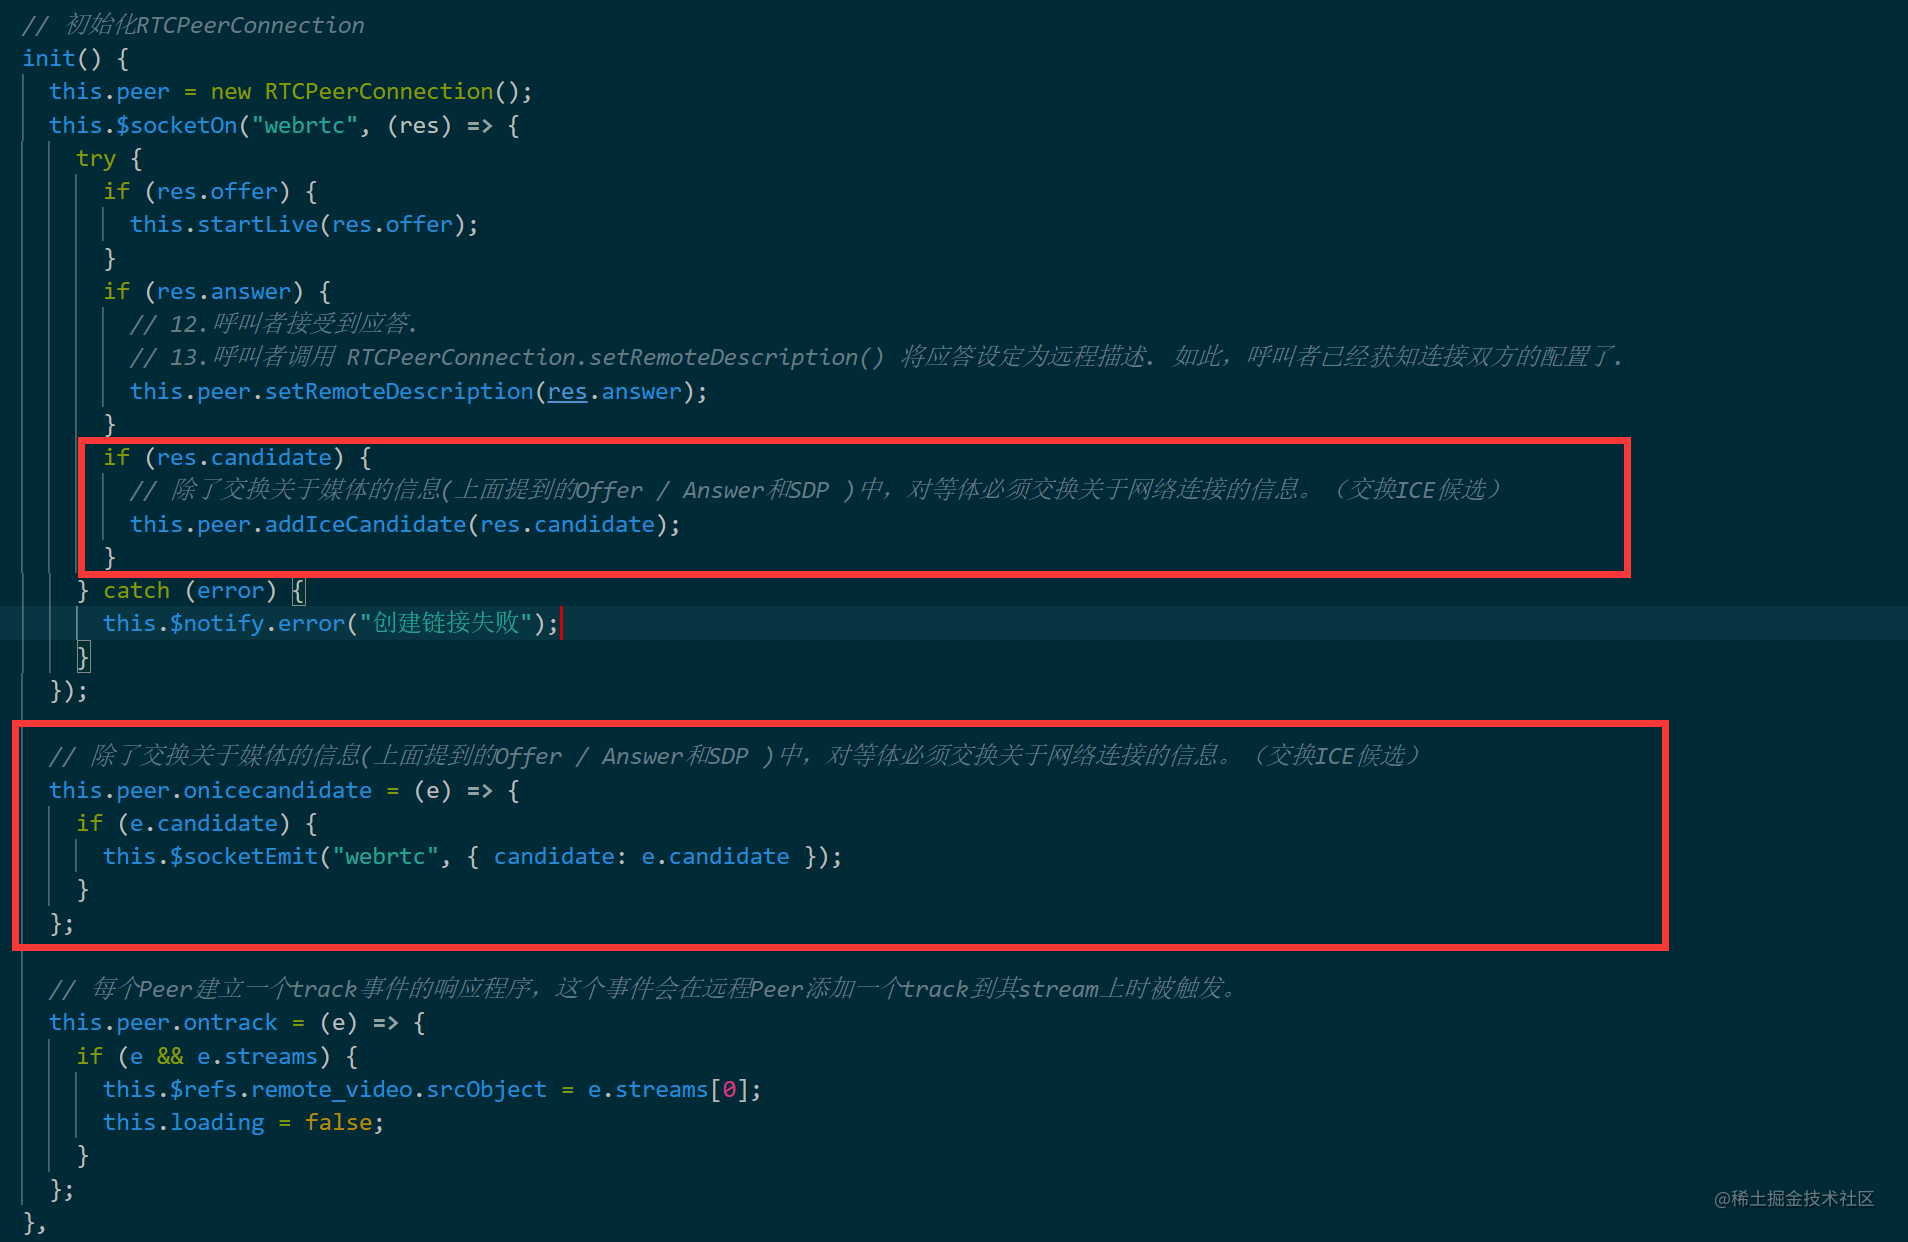 // 初始化RTCPeerConnection
init() {
this.peer = new RTCPeerConnection();
this.$socketOn("webrtc", (res) => {
try {
if (res.offer) {
this.startLive(res.offer);
}
if (res.answer) {
// 12.呼叫者接受到应答.
// 13.呼叫者调用 RTCPeerConnection.setRemoteDescription() 将应答设定为远程描述. 如此，呼叫者已经获知连接双方的配置了.
this.peer.setRemoteDescription(res.answer);
}
if (res.candidate) {
// 除了交换关于媒体的信息(上面提到的Offer / Answer和SDP )中，对等体必须交换关于网络连接的信息。（交换ICE候选）
this.peer.addIceCandidate(res.candidate);
}
} catch (error) {
this.$notify.error("创建链接失败");
}
});
// 除了交换关于媒体的信息(上面提到的Offer / Answer和SDP )中，对等体必须交换关于网络连接的信息。（交换ICE候选）
this.peer.onicecandidate = (e) => {
if (e.candidate) {
this.$socketEmit("webrtc", { candidate: e.candidate });
}
};
// 每个Peer建立一个track事件的响应程序，这个事件会在远程Peer添加一个track到其stream上时被触发。
this.peer.ontrack = (e) => {
if (e && e.streams) {
this.$refs.remote_video.srcObject = e.streams[0];
this.loading = false;
}
};
},
@稀土掘金技术社区